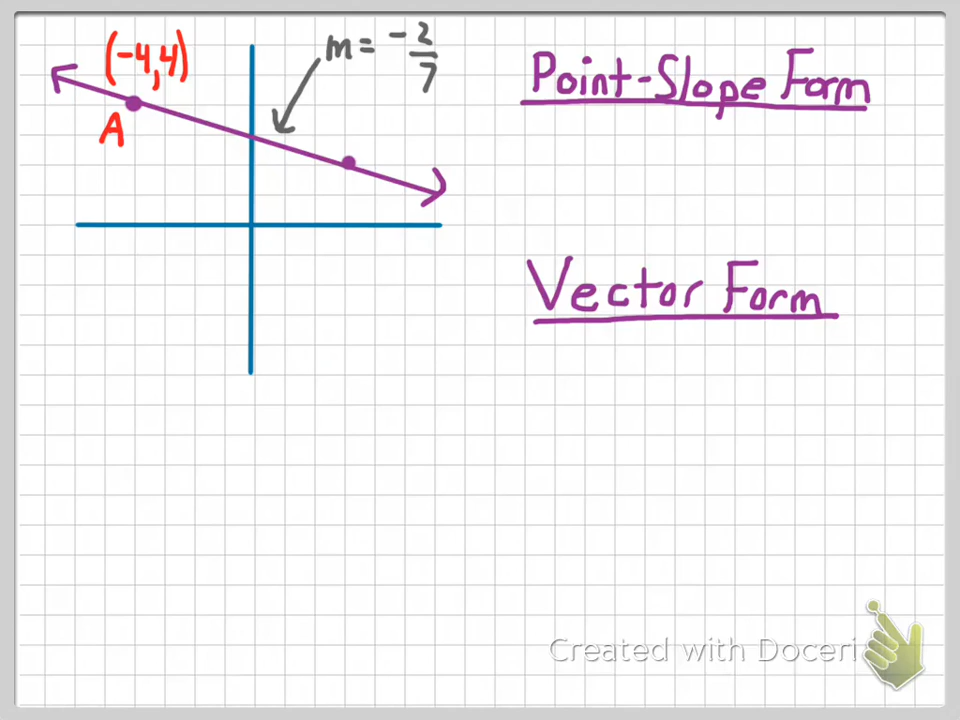 (-4,4)
A
m = -2/7
Point-Slope Form
Vector Form
Created with Doceri